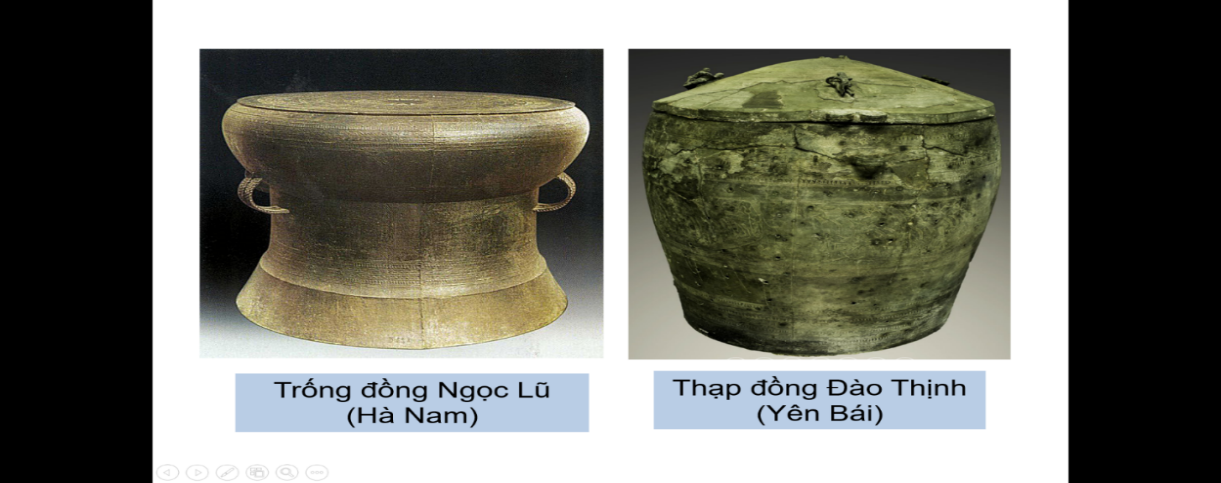 Trống đồng Ngọc Lũ
(Hà Nam)
Thạp đồng Đào Thịnh
(Yên Bái)